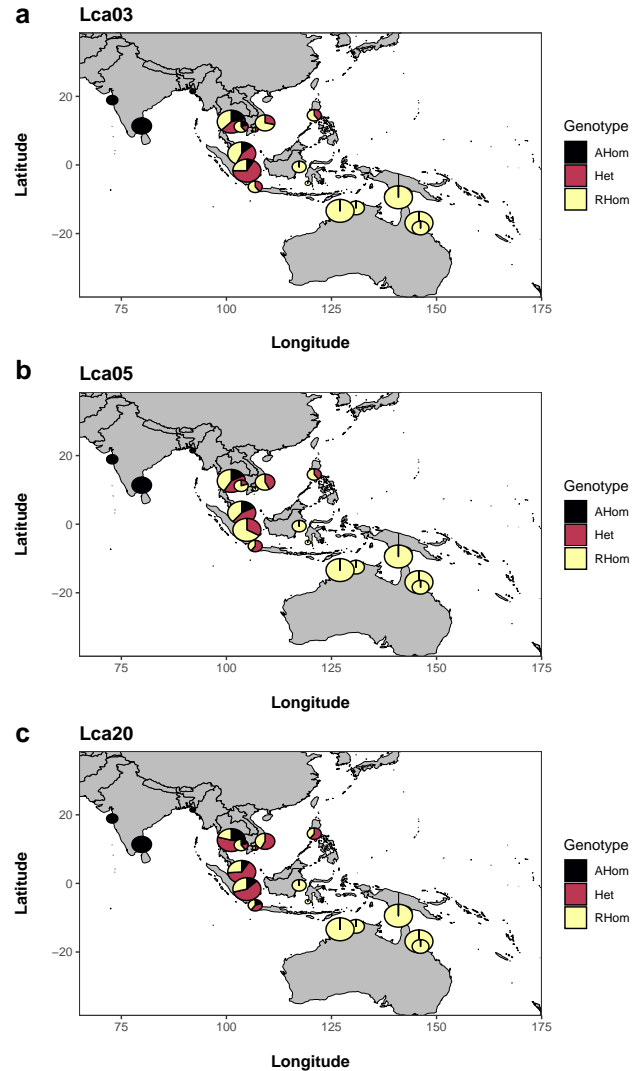 a
Lca03
20
0
−20
Latitude
75
100
125
150
175
Longitude
Genotype
AHom
Het
RHom
b
Lca05
20
0
−20
Latitude
75
100
125
150
175
Longitude
Genotype
AHom
Het
RHom
c
Lca20
20
0
−20
Latitude
75
100
125
150
175
Longitude
Genotype
AHom
Het
RHom